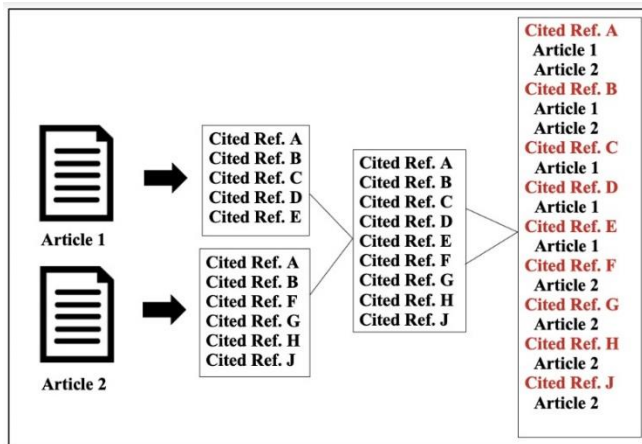 Article 1
Article 2
Cited Ref. A
Cited Ref. B
Cited Ref. C
Cited Ref. D
Cited Ref. E
Cited Ref. A
Cited Ref. B
Cited Ref. F
Cited Ref. G
Cited Ref. H
Cited Ref. J
Cited Ref. A
Cited Ref. B
Cited Ref. C
Cited Ref. D
Cited Ref. E
Cited Ref. F
Cited Ref. G
Cited Ref. H
Cited Ref. J
Cited Ref. A
Article 1
Article 2
Cited Ref. B
Article 1
Article 2
Cited Ref. C
Article 1
Cited Ref. D
Article 1
Cited Ref. E
Article 1
Cited Ref. F
Article 2
Cited Ref. G
Article 2
Cited Ref. H
Article 2
Cited Ref. J
Article 2